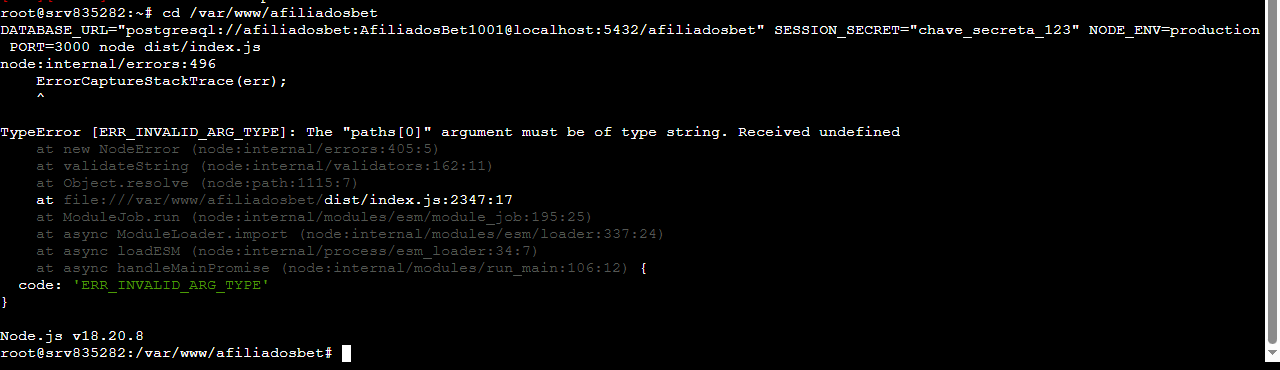 root@srv835282:~# cd /var/www/afiliadosbet
DATABASE_URL="postgresql://afiliadosbet:AfiliadosBet1001@localhost:5432/afiliadosbet" SESSION_SECRET="chave_secreta_123" NODE_ENV=production
 PORT=3000 node dist/index.js
node:internal/errors:496
    ErrorCaptureStackTrace(err);
    ^

TypeError [ERR_INVALID_ARG_TYPE]: The "paths[0]" argument must be of type string. Received undefined
    at new NodeError (node:internal/errors:405:5)
    at validateString (node:internal/validators:162:11)
    at Object.resolve (node:path:1115:7)
    at file:///var/www/afiliadosbet/dist/index.js:2347:17
    at ModuleJob.run (node:internal/modules/esm/module_job:195:25)
    at async ModuleLoader.import (node:internal/modules/esm/loader:337:24)
    at async loadESM (node:internal/process/esm_loader:34:7)
    at async handleMainPromise (node:internal/modules/run_main:106:12) {
  code: 'ERR_INVALID_ARG_TYPE'
}

Node.js v18.20.8
root@srv835282:/var/www/afiliadosbet#